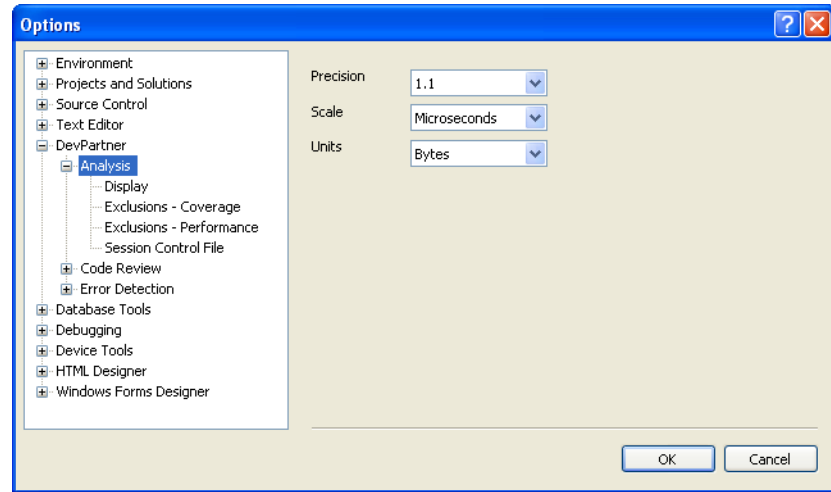 Options
Environment
Projects and Solutions
Source Control
Text Editor
DevPartner
Analysis
Display
Exclusions - Coverage
Exclusions - Performance
Session Control File
Code Review
Error Detection
Database Tools
Debugging
Device Tools
HTML Designer
Windows Forms Designer
Precision 1.1
Scale Microseconds
Units Bytes
OK Cancel